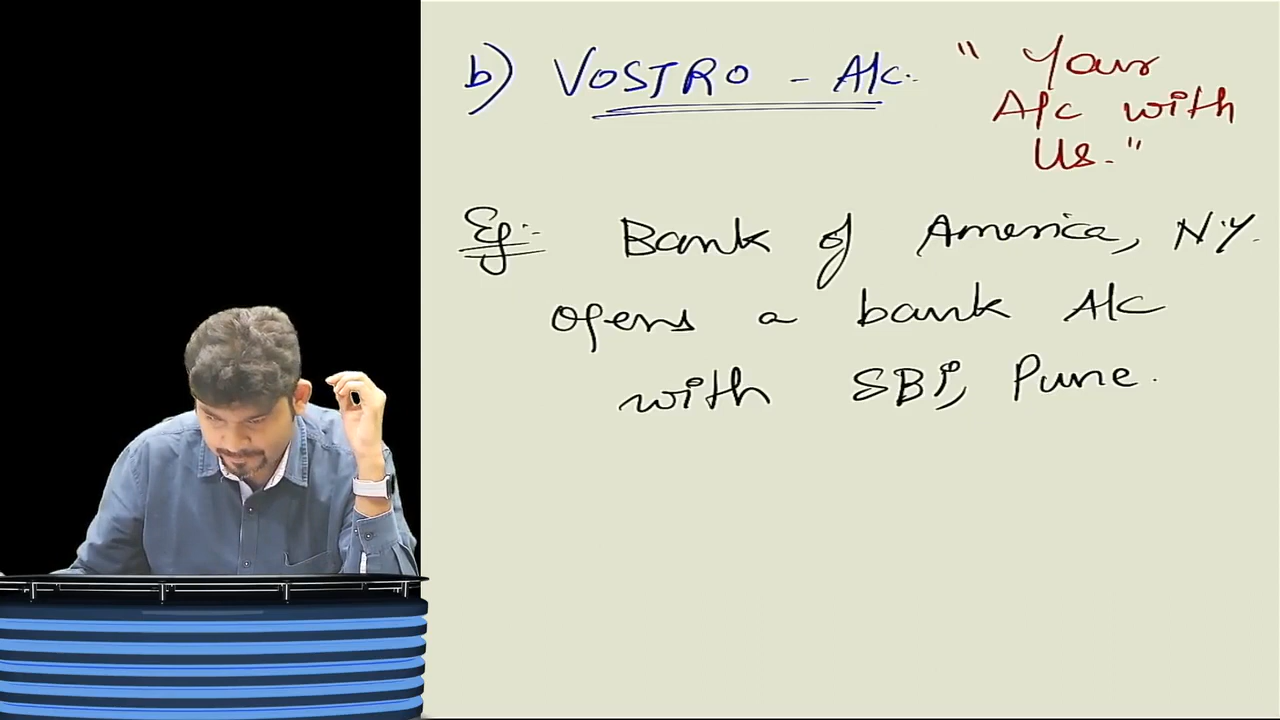 b) VOSTRO - A/c. " Your
A/c with
Us."
Eg:- Bank of America, N.Y.
opens a bank A/c
with SBI, Pune.